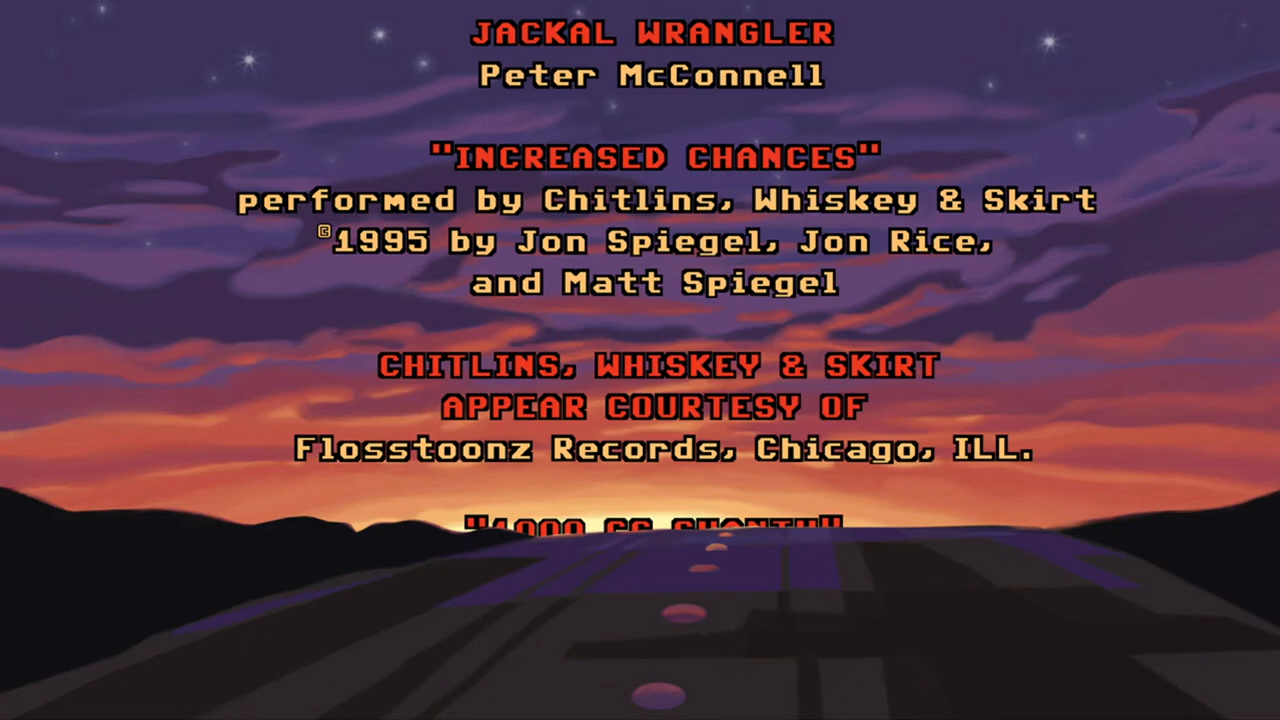 JACKAL WRANGLER
Peter McConnell
"INCREASED CHANCES"
performed by Chitlins, Whiskey & Skirt
©1995 by Jon Spiegel, Jon Rice,
and Matt Spiegel
CHITLINS, WHISKEY & SKIRT
APPEAR COURTESY OF
Flosstoonz Records, Chicago, ILL.